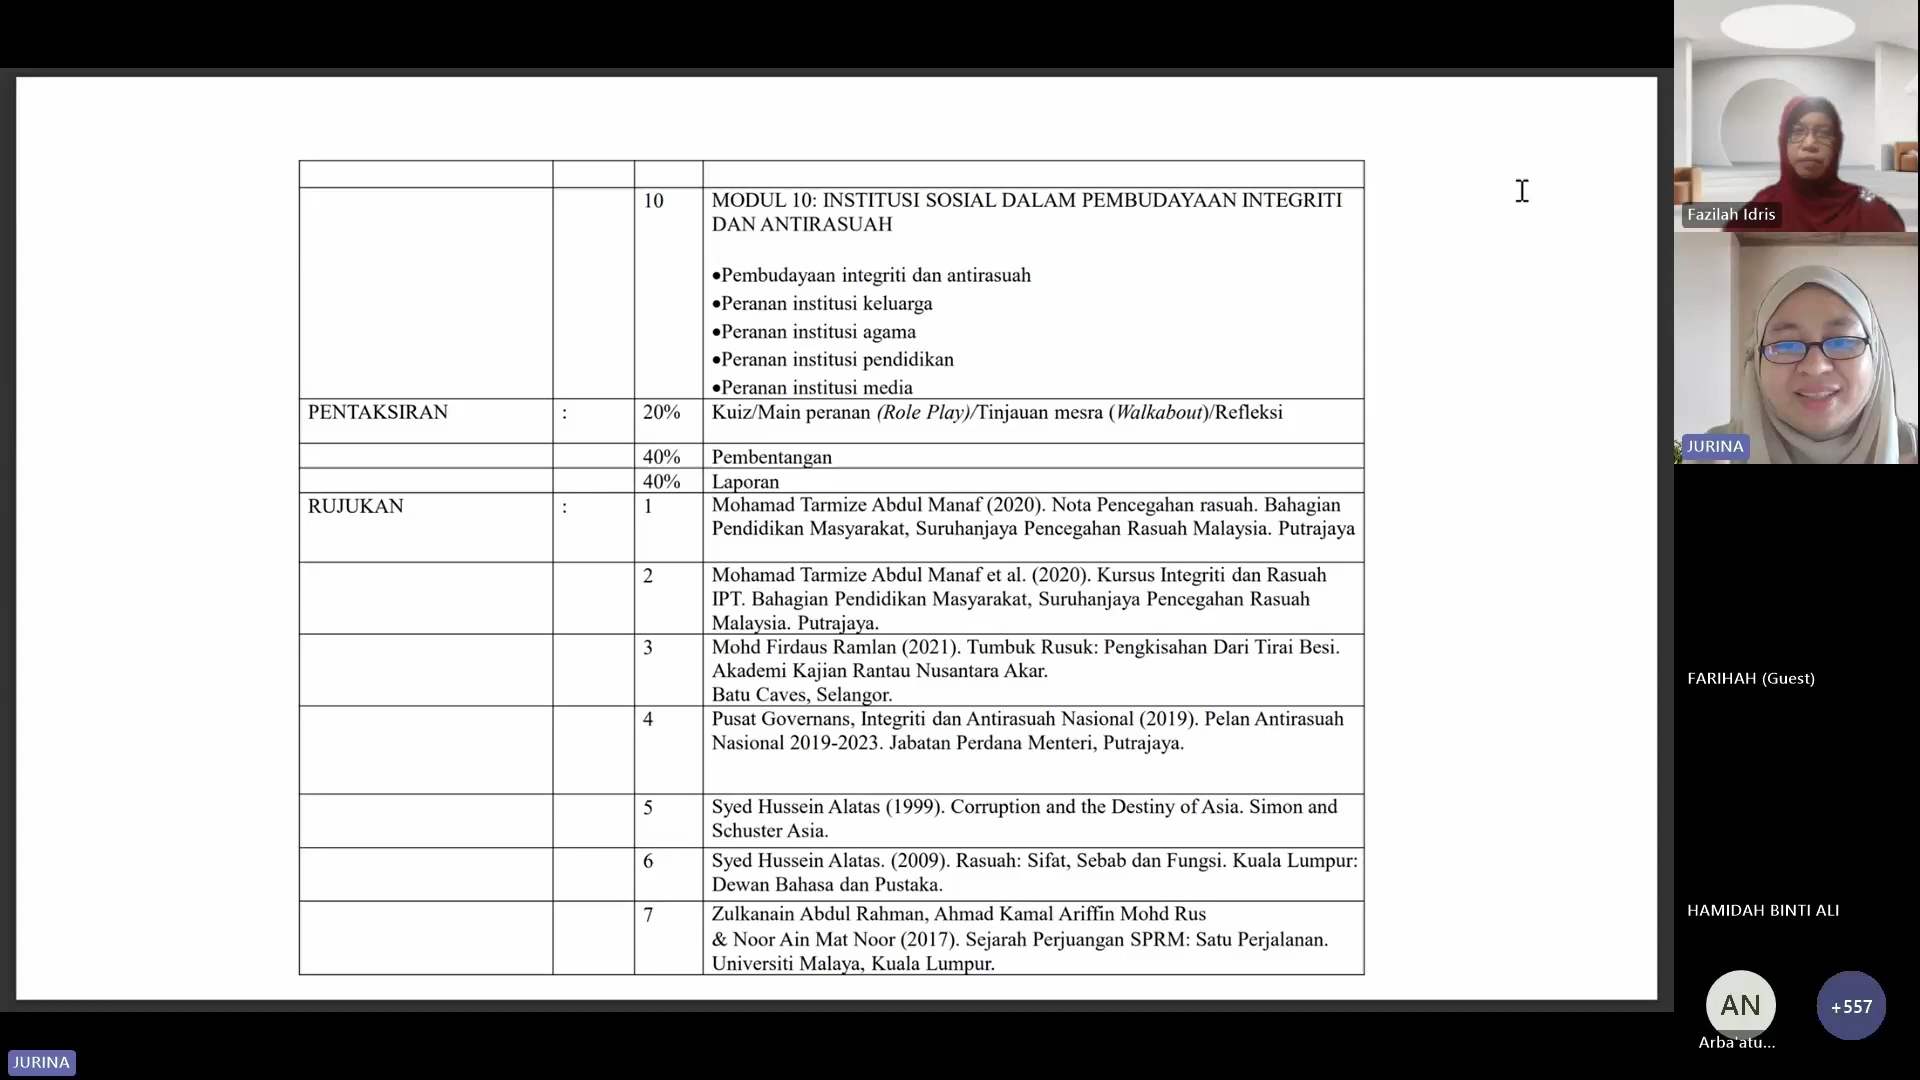 10
MODUL 10: INSTITUSI SOSIAL DALAM PEMBUDAYAAN INTEGRITI
DAN ANTIRASUAH
•Pembudayaan integriti dan antirasuah
•Peranan institusi keluarga
•Peranan institusi agama
•Peranan institusi pendidikan
•Peranan institusi media
PENTAKSIRAN : 20% Kuiz/Main peranan (Role Play)/Tinjauan mesra (Walkabout)/Refleksi
40% Pembentangan
40% Laporan
RUJUKAN : 1 Mohamad Tarmize Abdul Manaf (2020). Nota Pencegahan rasuah. Bahagian
Pendidikan Masyarakat, Suruhanjaya Pencegahan Rasuah Malaysia. Putrajaya
2 Mohamad Tarmize Abdul Manaf et al. (2020). Kursus Integriti dan Rasuah
IPT. Bahagian Pendidikan Masyarakat, Suruhanjaya Pencegahan Rasuah
Malaysia. Putrajaya.
3 Mohd Firdaus Ramlan (2021). Tumbuk Rusuk: Pengkisahan Dari Tirai Besi.
Akademi Kajian Rantau Nusantara Akar.
Batu Caves, Selangor.
4 Pusat Governans, Integriti dan Antirasuah Nasional (2019). Pelan Antirasuah
Nasional 2019-2023. Jabatan Perdana Menteri, Putrajaya.
5 Syed Hussein Alatas (1999). Corruption and the Destiny of Asia. Simon and
Schuster Asia.
6 Syed Hussein Alatas. (2009). Rasuah: Sifat, Sebab dan Fungsi. Kuala Lumpur:
Dewan Bahasa dan Pustaka.
7 Zulkanain Abdul Rahman, Ahmad Kamal Ariffin Mohd Rus
& Noor Ain Mat Noor (2017). Sejarah Perjuangan SPRM: Satu Perjalanan.
Universiti Malaya, Kuala Lumpur.
Fazilah Idris
JURINA
FARIHAH (Guest)
HAMIDAH BINTI ALI
AN
+557
Arba'atu...
JURINA